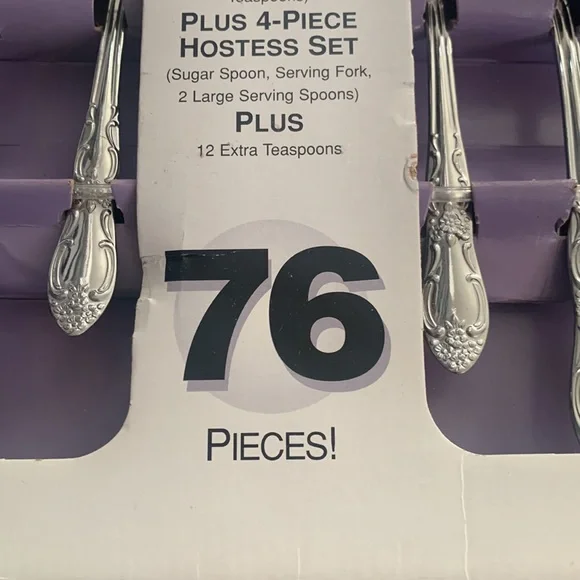 Teaspoons)
PLUS 4-PIECE
HOSTESS SET
(Sugar Spoon, Serving Fork,
2 Large Serving Spoons)
PLUS
12 Extra Teaspoons
76
PIECES!